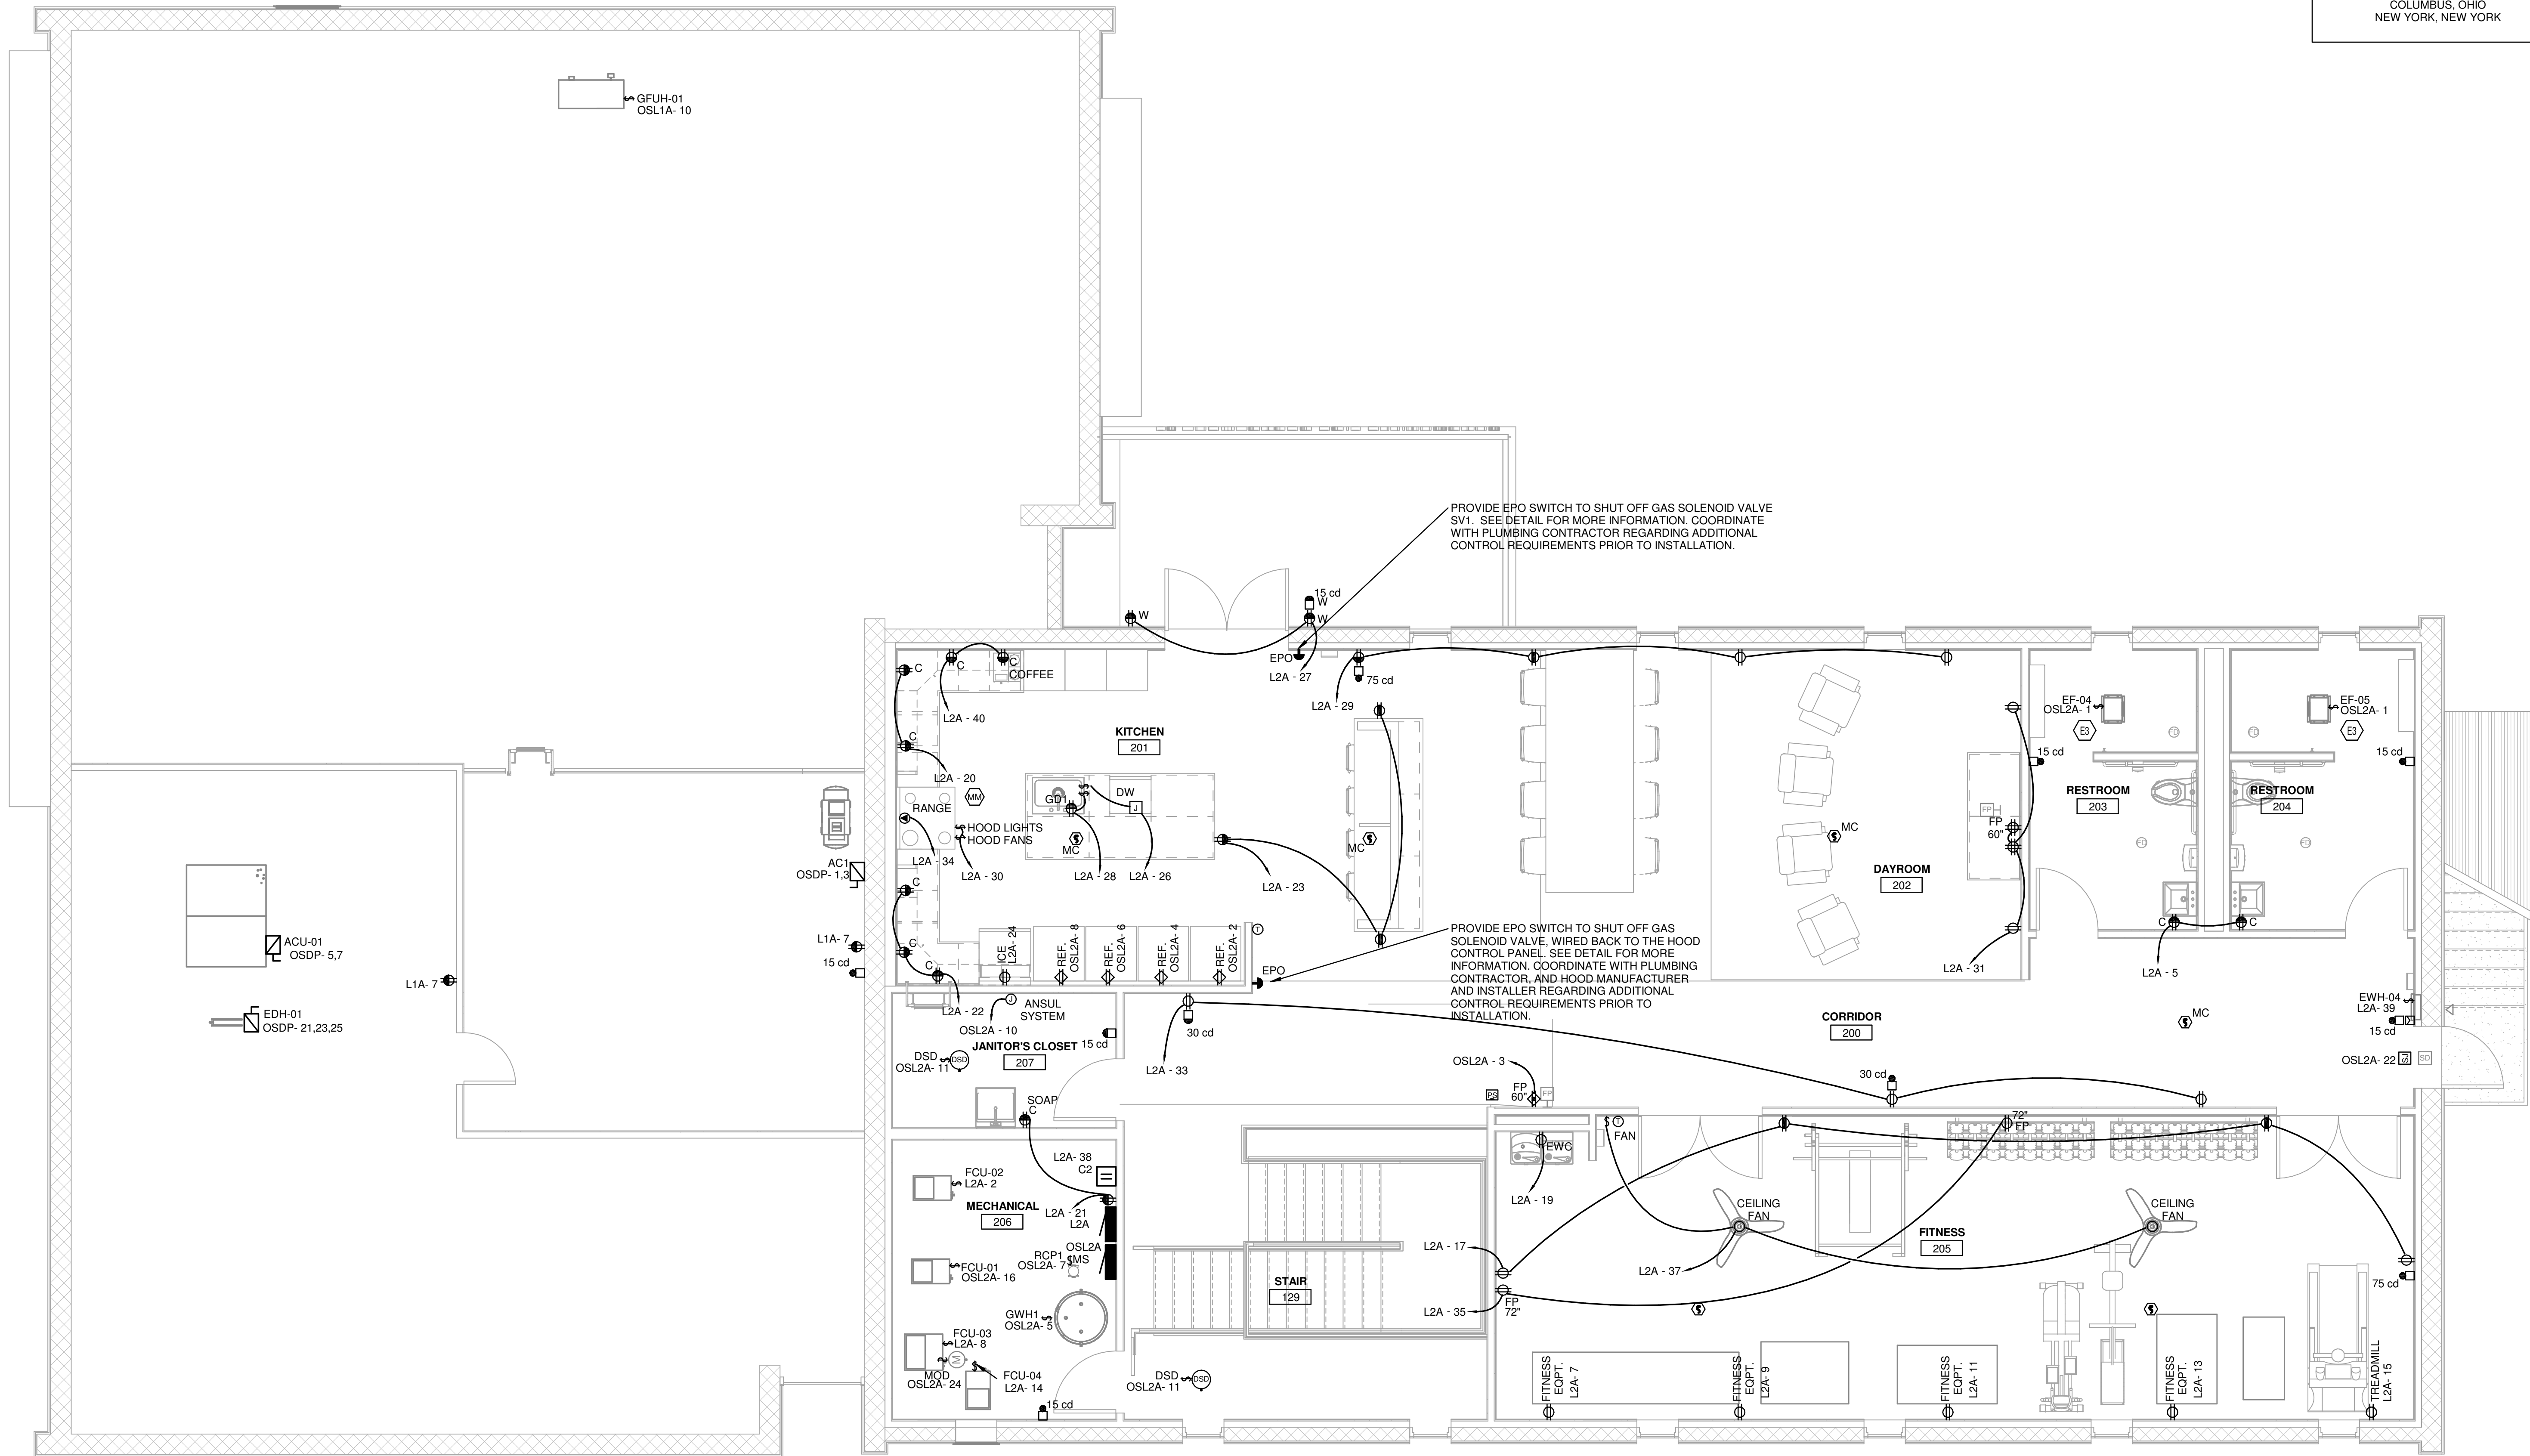 COLUMBUS, OHIO
NEW YORK, NEW YORK
GFUH-01
OSL1A- 10
PROVIDE EPO SWITCH TO SHUT OFF GAS SOLENOID VALVE
SV1.  SEE DETAIL FOR MORE INFORMATION. COORDINATE
WITH PLUMBING CONTRACTOR REGARDING ADDITIONAL
CONTROL REQUIREMENTS PRIOR TO INSTALLATION.
15 cd
W
W
W
EPO
L2A - 27
C
C
C
COFFEE
L2A - 40
75 cd
L2A - 29
KITCHEN
201
C
L2A - 20
RANGE
MM
HOOD LIGHTS
HOOD FANS
L2A - 34
L2A - 30
GD1
DW
J
MC
L2A - 28
L2A - 26
L2A - 23
MC
MC
FP
FP
60"
DAYROOM
202
L2A - 31
EF-04
OSL2A- 1
E3
FD
15 cd
RESTROOM
203
FD
EF-05
OSL2A- 1
E3
FD
15 cd
RESTROOM
204
FD
C
C
L2A - 5
AC1
OSDP- 1,3
L1A- 7
15 cd
L1A- 7
ACU-01
OSDP- 5,7
EDH-01
OSDP- 21,23,25
C
C
C
L2A - 22
ICE
L2A- 24
REF.
OSL2A- 8
REF.
OSL2A- 6
REF.
OSL2A- 4
REF.
OSL2A- 2
T
EPO
PROVIDE EPO SWITCH TO SHUT OFF GAS
SOLENOID VALVE, WIRED BACK TO THE HOOD
CONTROL PANEL. SEE DETAIL FOR MORE
INFORMATION. COORDINATE WITH PLUMBING
CONTRACTOR, AND HOOD MANUFACTURER
AND INSTALLER REGARDING ADDITIONAL
CONTROL REQUIREMENTS PRIOR TO
INSTALLATION.
J
ANSUL
SYSTEM
OSL2A - 10
15 cd
JANITOR'S CLOSET
207
DSD
OSL2A- 11
DSD
SOAP
C
30 cd
L2A - 33
CORRIDOR
200
MC
EWH-04
L2A- 39
15 cd
OSL2A- 22
SD
30 cd
OSL2A - 3
PS
FP
60"
FP
L2A- 38
C2
FCU-02
L2A- 2
MECHANICAL
206
L2A - 21
L2A
OSL2A
RCP1
OSL2A- 7
MS
FCU-01
OSL2A- 16
GWH1
OSL2A- 5
FCU-03
L2A- 8
M
MOD
OSL2A- 24
FCU-04
L2A- 14
15 cd
STAIR
129
DSD
OSL2A- 11
DSD
EWC
L2A - 19
T
FAN
72"
FP
L2A - 17
L2A - 35
FP
72"
CEILING
FAN
L2A - 37
CEILING
FAN
FITNESS
205
75 cd
FITNESS
EQPT.
L2A- 7
FITNESS
EQPT.
L2A- 9
FITNESS
EQPT.
L2A- 11
FITNESS
EQPT.
L2A- 13
TREADMILL
L2A- 15